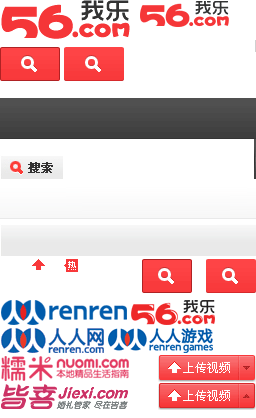 56.com 我乐
56.com 我乐
搜索
热
renren 56.com 我乐
人人网 renren.com 人人游戏 renren games
糯米 nuomi.com 本地精品生活指南
上传视频
皆喜 Jiexi.com 婚礼管家 尽在皆喜
上传视频